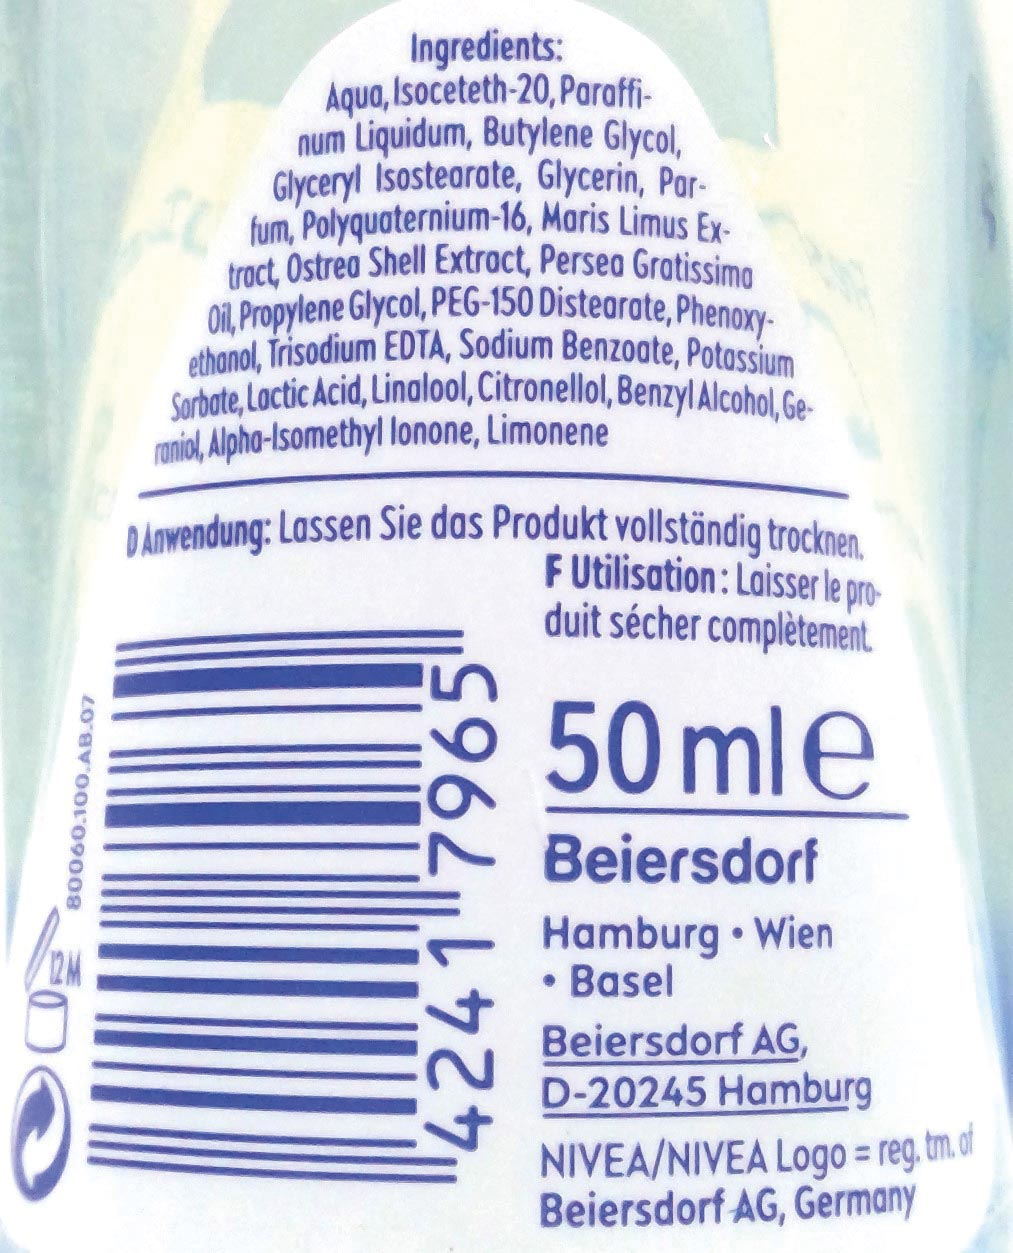 Ingredients:
Aqua, Isoceteth-20, Paraffi-
num Liquidum, Butylene Glycol,
Glyceryl Isostearate, Glycerin, Par-
fum, Polyquaternium-16, Maris Limus Ex-
tract, Ostrea Shell Extract, Persea Gratissima
Oil, Propylene Glycol, PEG-150 Distearate, Phenoxy-
ethanol, Trisodium EDTA, Sodium Benzoate, Potassium
Sorbate, Lactic Acid, Linalool, Citronellol, Benzyl Alcohol, Ge-
raniol, Alpha-Isomethyl Ionone, Limonene
D Anwendung: Lassen Sie das Produkt vollständig trocknen.
F Utilisation : Laisser le pro-
duit sécher complètement.
80060.100.AB.07
12M
4241 7965
50 ml e
Beiersdorf
Hamburg • Wien
• Basel
Beiersdorf AG,
D-20245 Hamburg
NIVEA/NIVEA Logo = reg. tm. of
Beiersdorf AG, Germany